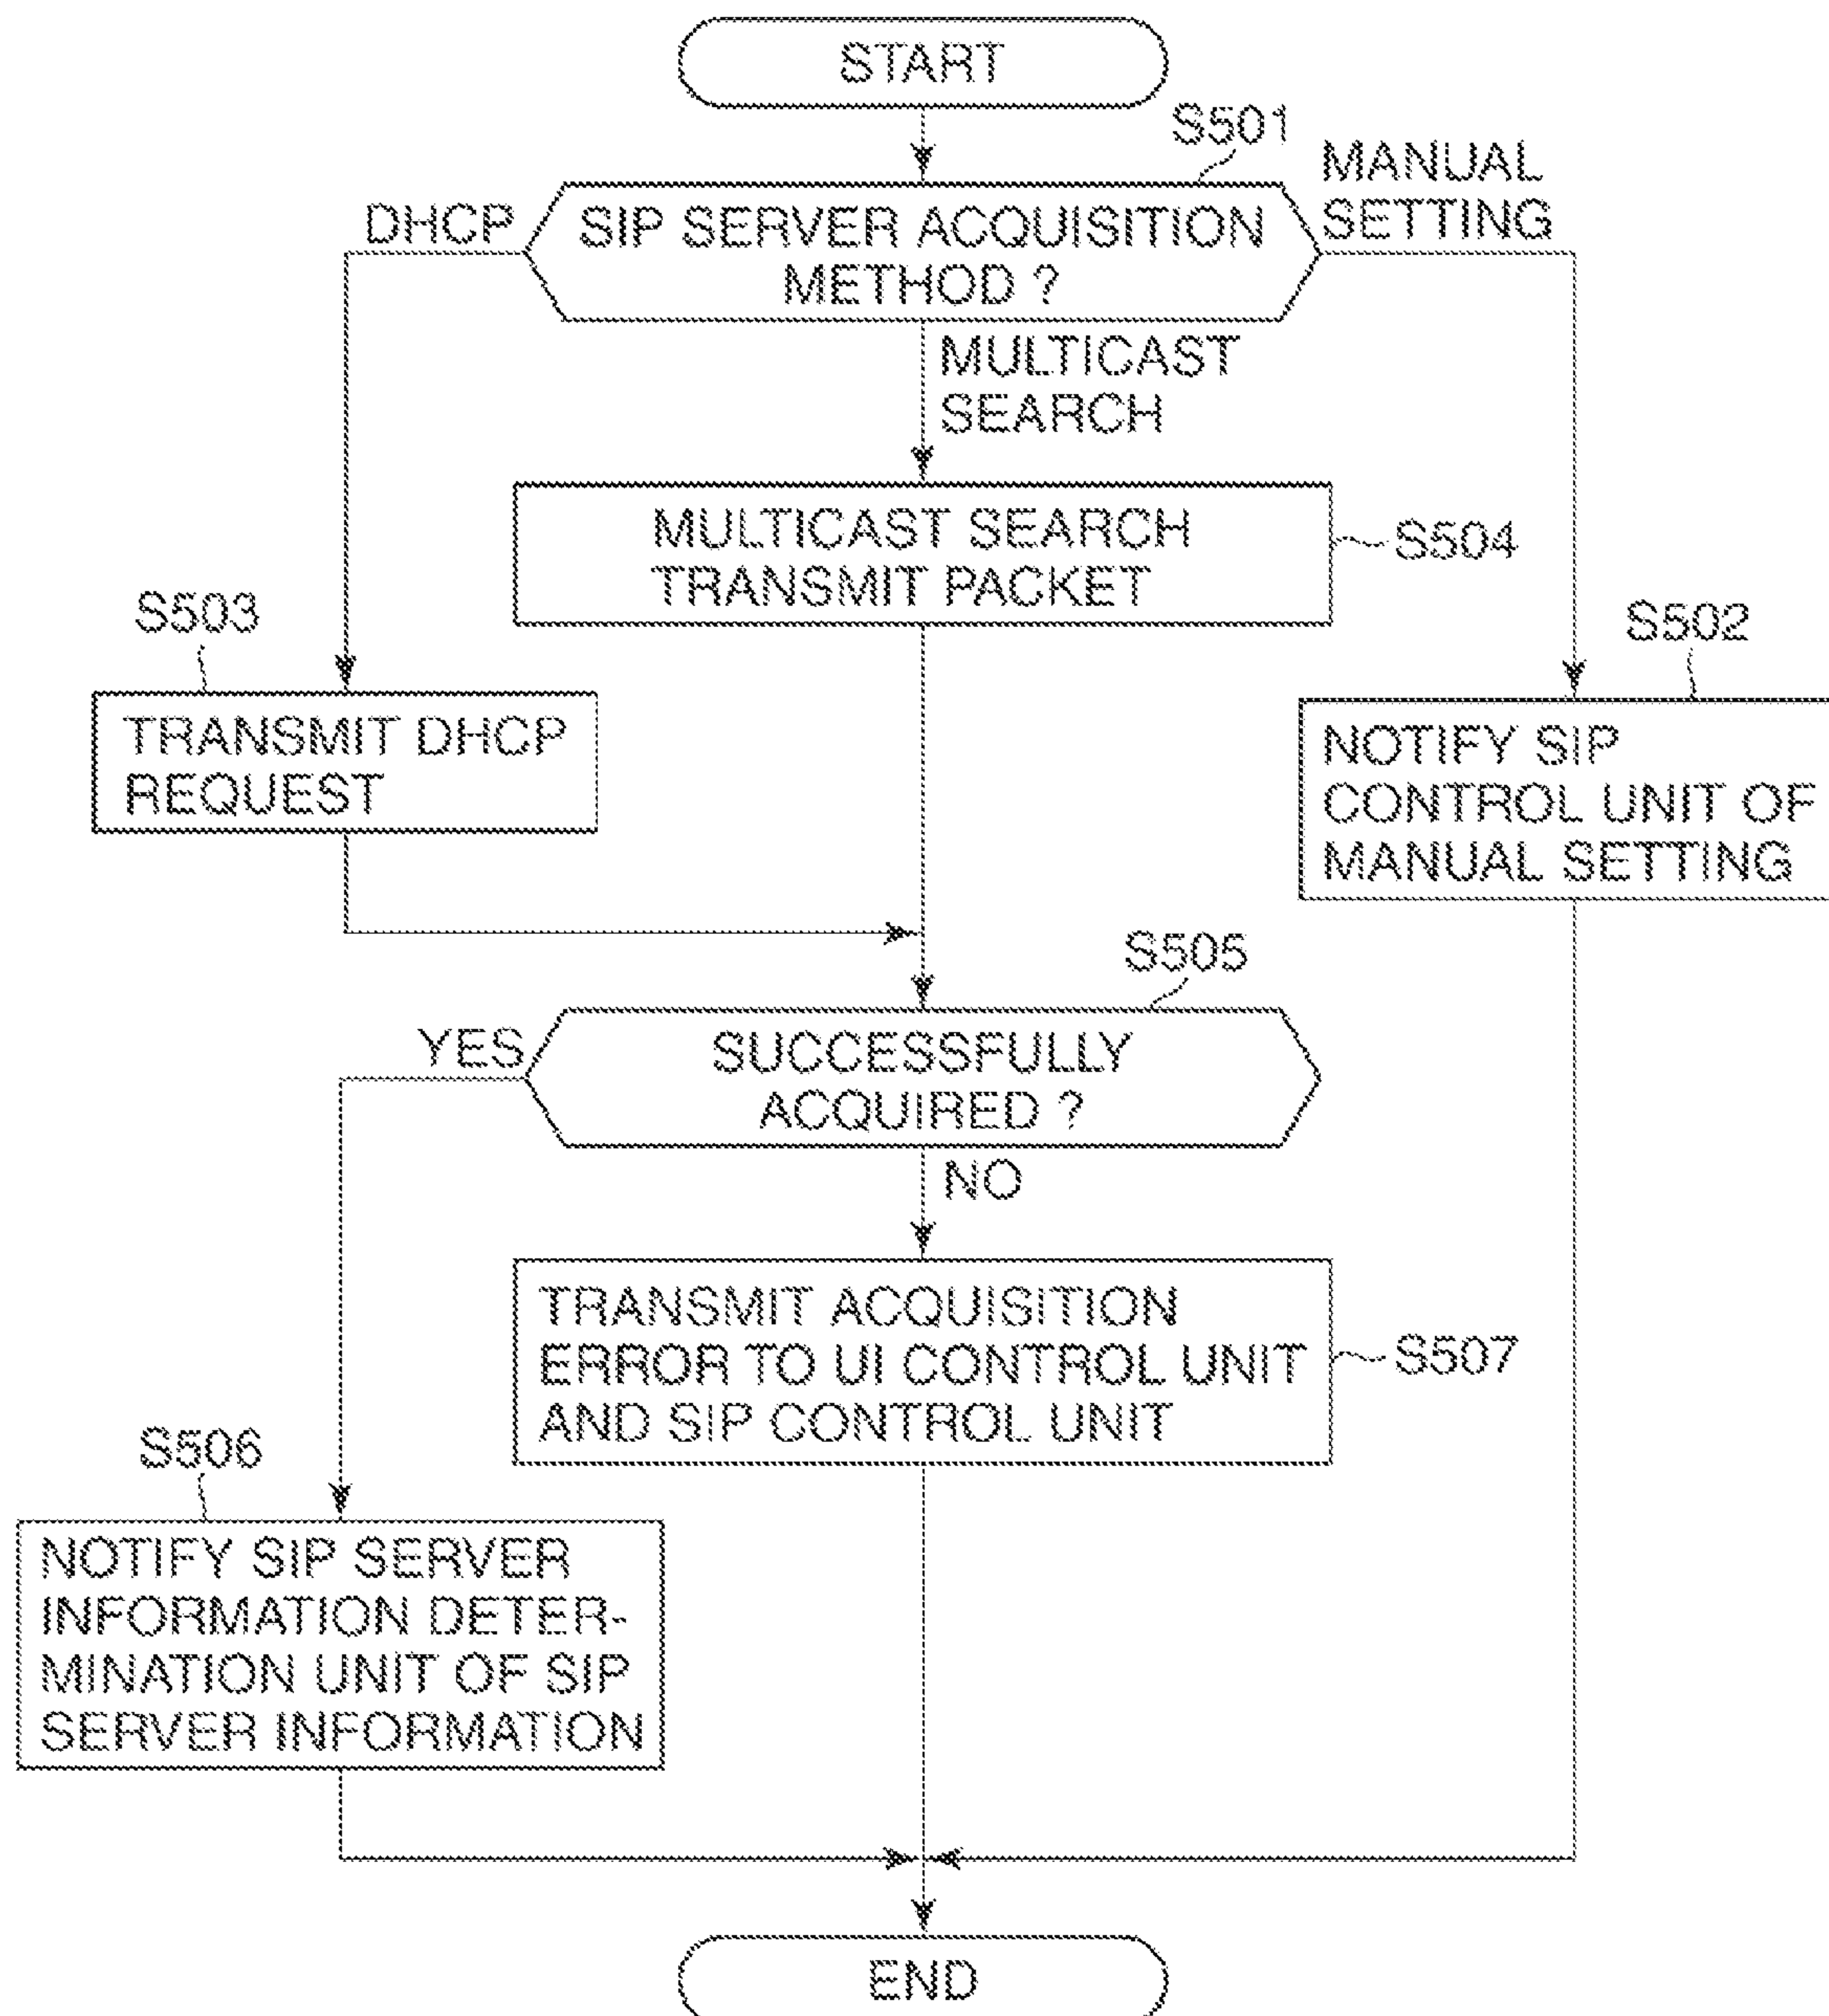 START
S501
MANUAL
SETTING
DHCP
SIP SERVER ACQUISITION
METHOD ?
MULTICAST
SEARCH
MULTICAST SEARCH
TRANSMIT PACKET
S504
S503
S502
TRANSMIT DHCP
REQUEST
NOTIFY SIP
CONTROL UNIT OF
MANUAL SETTING
S505
YES
SUCCESSFULLY
ACQUIRED ?
NO
TRANSMIT ACQUISITION
ERROR TO UI CONTROL UNIT
AND SIP CONTROL UNIT
S507
S506
NOTIFY SIP SERVER
INFORMATION DETER-
MINATION UNIT OF SIP
SERVER INFORMATION
END